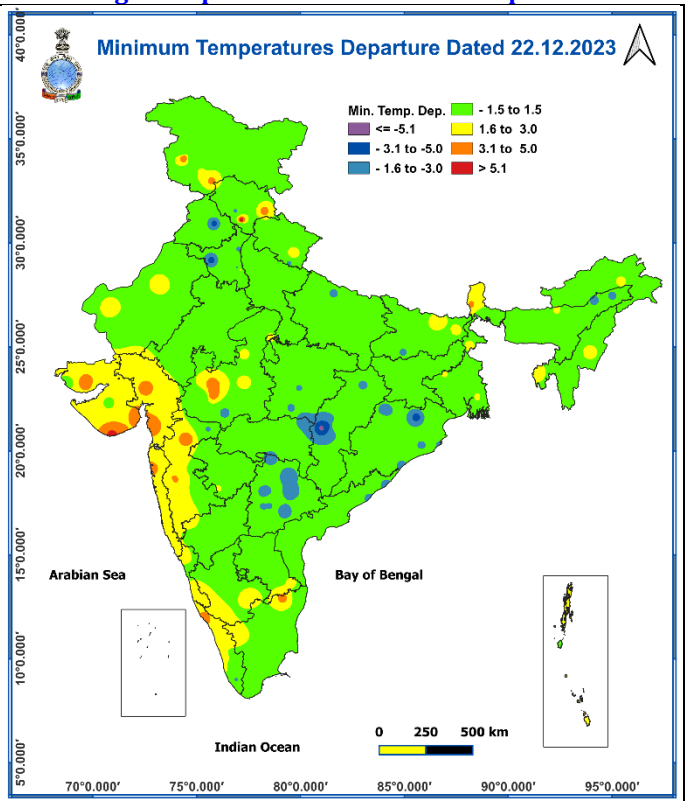 Minimum Temperatures Departure Dated 22.12.2023
Min. Temp. Dep.
<= -5.1
- 3.1 to -5.0
- 1.6 to -3.0
- 1.5 to 1.5
1.6 to 3.0
3.1 to 5.0
> 5.1
40°0.000'
35°0.000'
30°0.000'
25°0.000'
20°0.000'
15°0.000'
10°0.000'
5°0.000'
Arabian Sea
Bay of Bengal
Indian Ocean
0 250 500 km
70°0.000' 75°0.000' 80°0.000' 85°0.000' 90°0.000' 95°0.000'